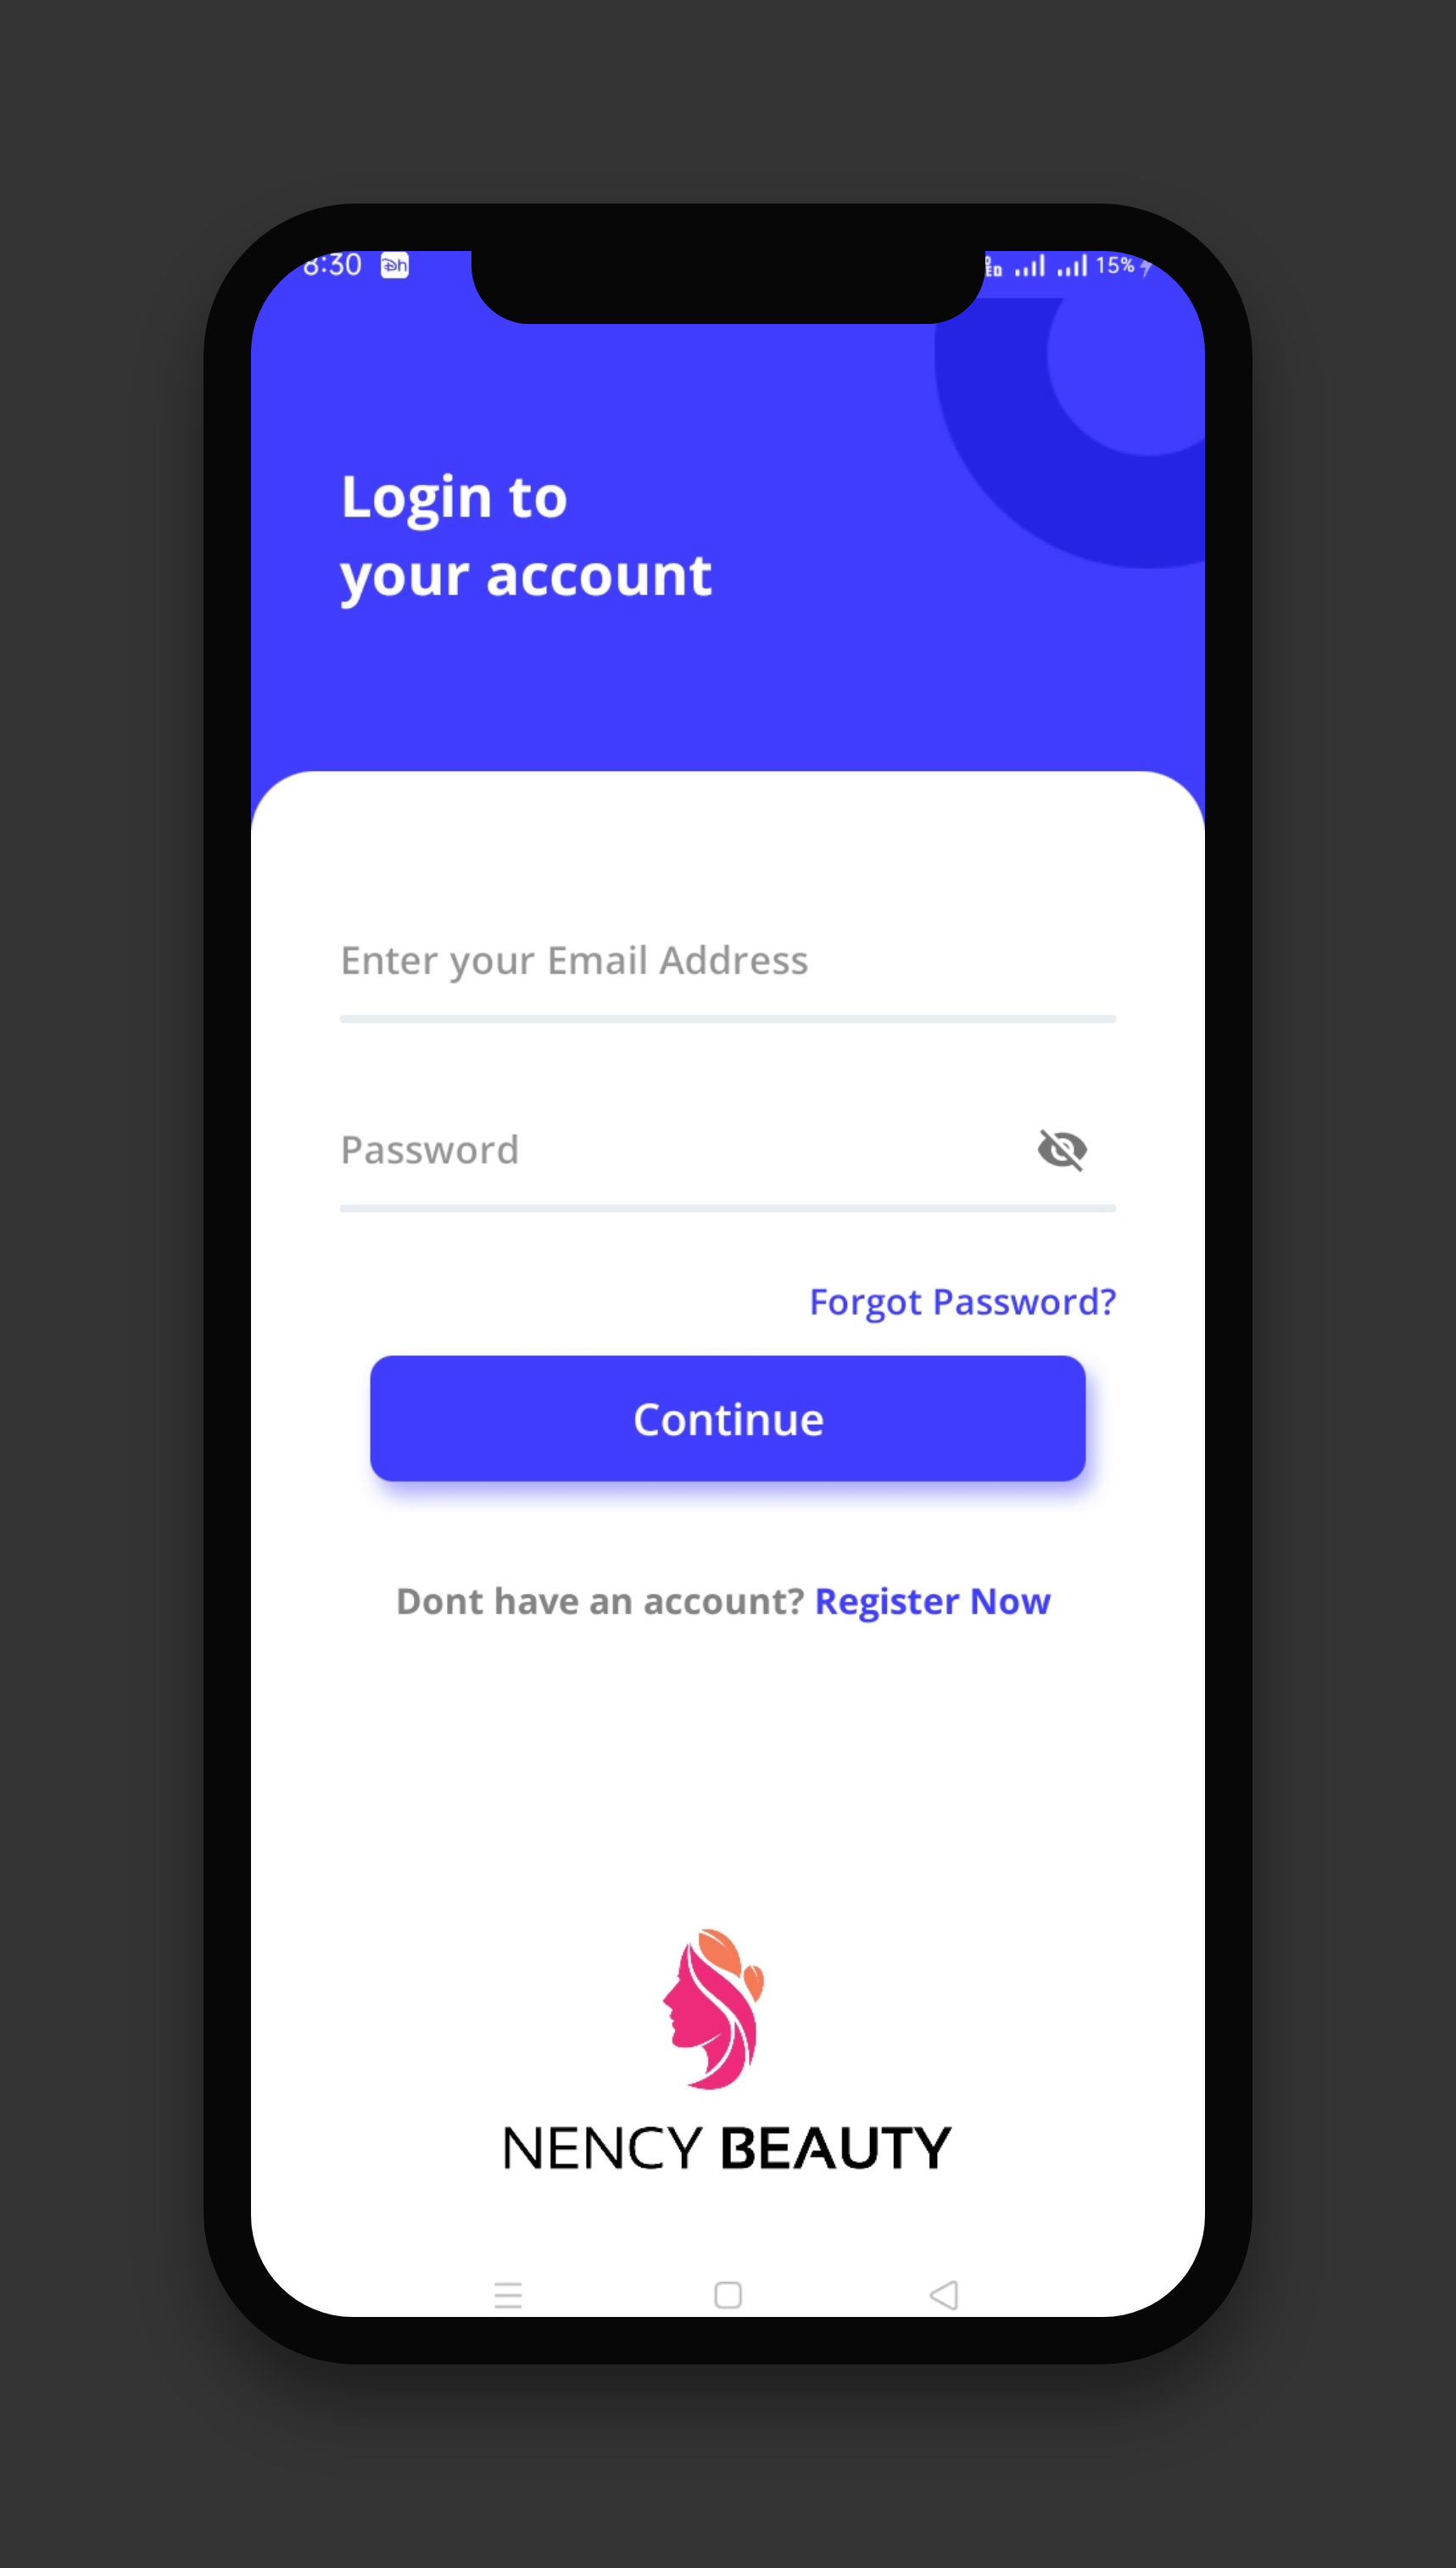 8:30
15%
Login to
your account
Enter your Email Address
Password
Forgot Password?
Continue
Dont have an account? Register Now
NENCY BEAUTY